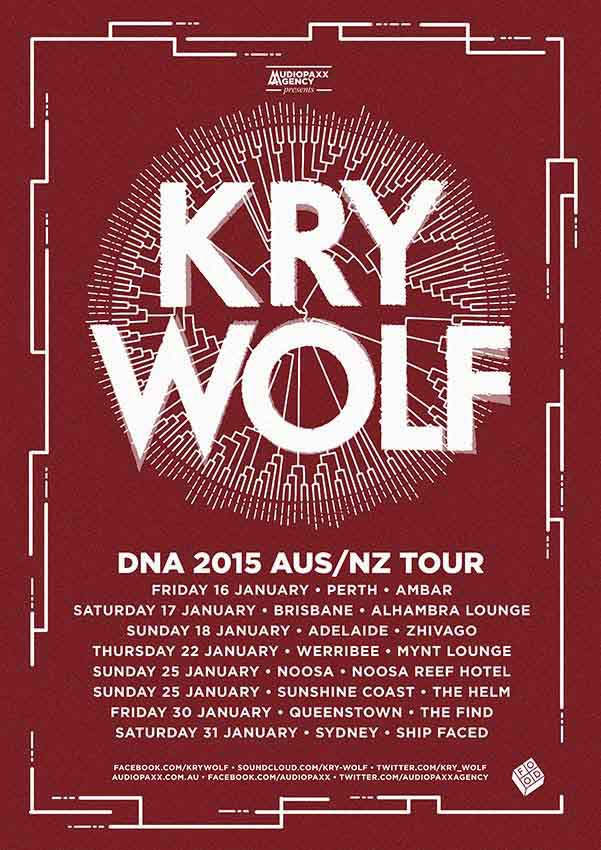 AUDIOPAXX
AGENCY
presents
KRY
WOLF
DNA 2015 AUS/NZ TOUR
FRIDAY 16 JANUARY • PERTH • AMBAR
SATURDAY 17 JANUARY • BRISBANE • ALHAMBRA LOUNGE
SUNDAY 18 JANUARY • ADELAIDE • ZHIVAGO
THURSDAY 22 JANUARY • WERRIBEE • MYNT LOUNGE
SUNDAY 25 JANUARY • NOOSA • NOOSA REEF HOTEL
SUNDAY 25 JANUARY • SUNSHINE COAST • THE HELM
FRIDAY 30 JANUARY • QUEENSTOWN • THE FIND
SATURDAY 31 JANUARY • SYDNEY • SHIP FACED
FACEBOOK.COM/KRYWOLF • SOUNDCLOUD.COM/KRY-WOLF • TWITTER.COM/KRY_WOLF
AUDIOPAXX.COM.AU • FACEBOOK.COM/AUDIOPAXX • TWITTER.COM/AUDIOPAXXAGENCY
FOOD